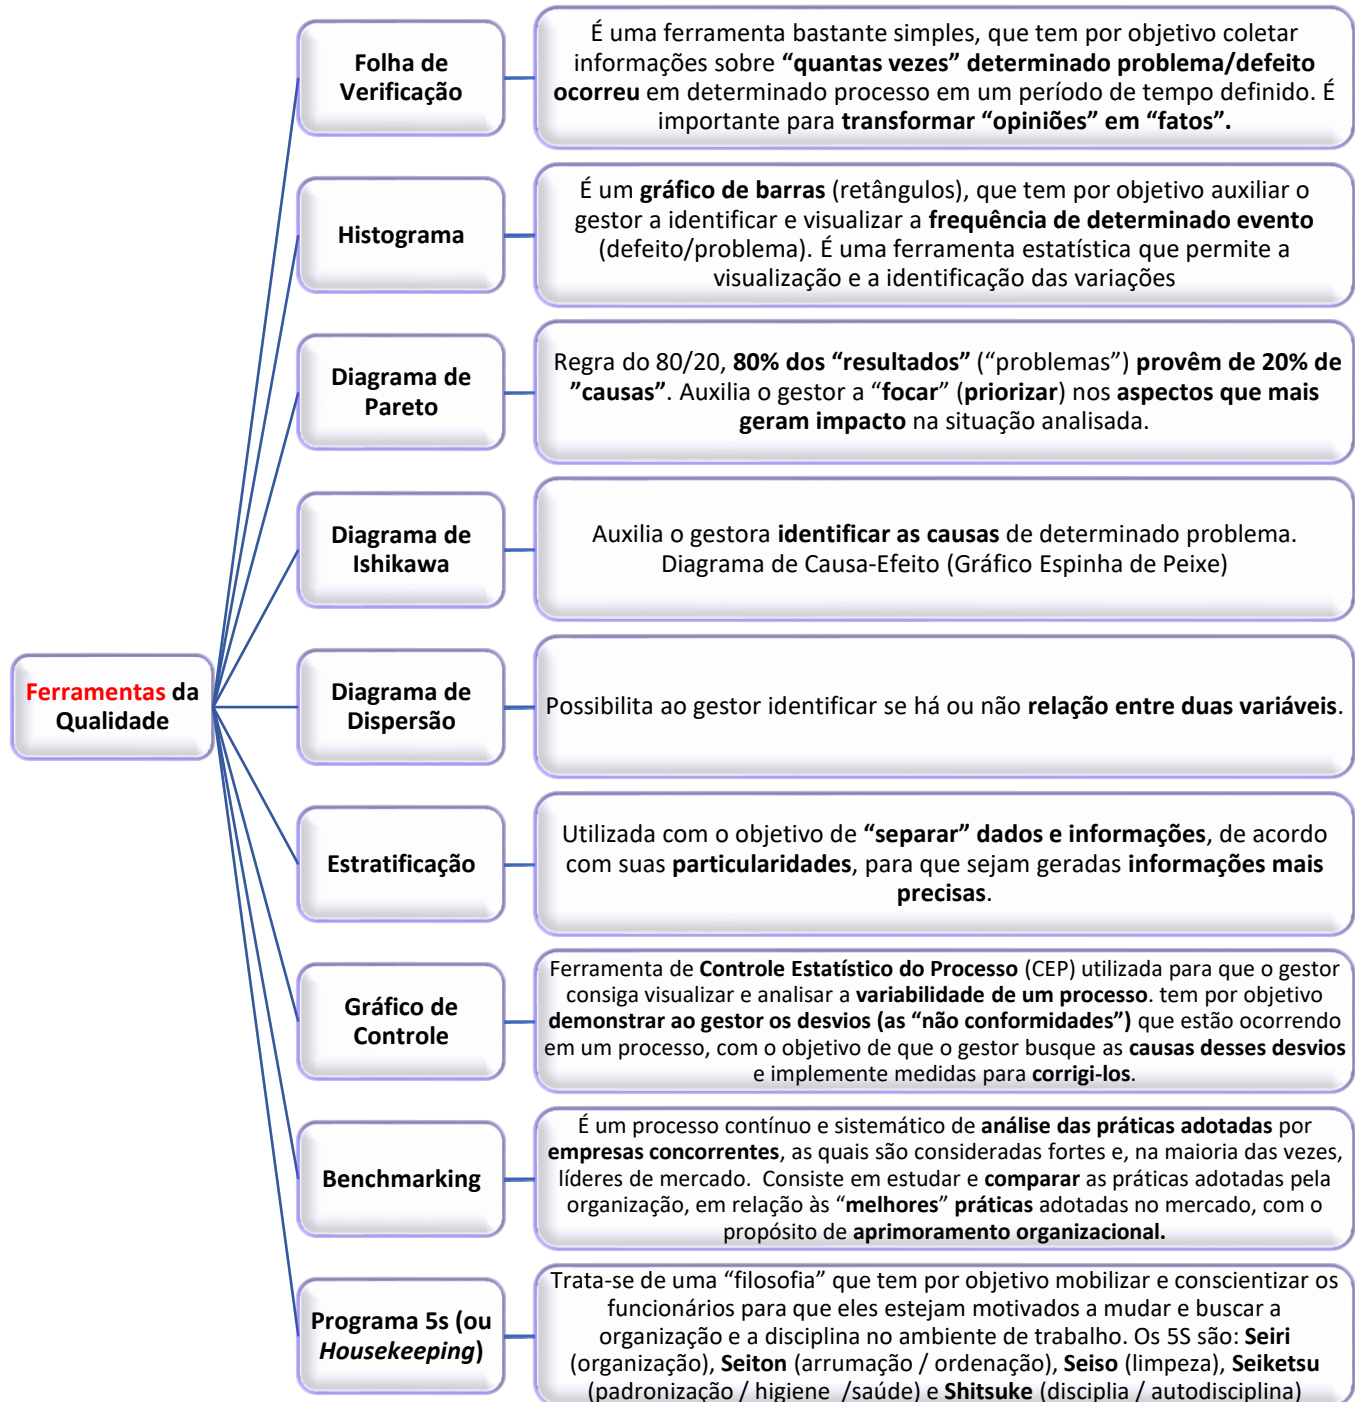 Ferramentas da
Qualidade
Folha de
Verificação
É uma ferramenta bastante simples, que tem por objetivo coletar
informações sobre “quantas vezes” determinado problema/defeito
ocorreu em determinado processo em um período de tempo definido. É
importante para transformar “opiniões” em “fatos”.
Histograma
É um gráfico de barras (retângulos), que tem por objetivo auxiliar o
gestor a identificar e visualizar a frequência de determinado evento
(defeito/problema). É uma ferramenta estatística que permite a
visualização e a identificação das variações
Diagrama de
Pareto
Regra do 80/20, 80% dos “resultados” (“problemas”) provêm de 20% de
”causas”. Auxilia o gestor a “focar” (priorizar) nos aspectos que mais
geram impacto na situação analisada.
Diagrama de
Ishikawa
Auxilia o gestora identificar as causas de determinado problema.
Diagrama de Causa-Efeito (Gráfico Espinha de Peixe)
Diagrama de
Dispersão
Possibilita ao gestor identificar se há ou não relação entre duas variáveis.
Estratificação
Utilizada com o objetivo de “separar” dados e informações, de acordo
com suas particularidades, para que sejam geradas informações mais
precisas.
Gráfico de
Controle
Ferramenta de Controle Estatístico do Processo (CEP) utilizada para que o gestor
consiga visualizar e analisar a variabilidade de um processo. tem por objetivo
demonstrar ao gestor os desvios (as “não conformidades”) que estão ocorrendo
em um processo, com o objetivo de que o gestor busque as causas desses desvios
e implemente medidas para corrigi-los.
Benchmarking
É um processo contínuo e sistemático de análise das práticas adotadas por
empresas concorrentes, as quais são consideradas fortes e, na maioria das vezes,
líderes de mercado. Consiste em estudar e comparar as práticas adotadas pela
organização, em relação às “melhores” práticas adotadas no mercado, com o
propósito de aprimoramento organizacional.
Programa 5s (ou
Housekeeping)
Trata-se de uma “filosofia” que tem por objetivo mobilizar e conscientizar os
funcionários para que eles estejam motivados a mudar e buscar a
organização e a disciplina no ambiente de trabalho. Os 5S são: Seiri
(organização), Seiton (arrumação / ordenação), Seiso (limpeza), Seiketsu
(padronização / higiene /saúde) e Shitsuke (disciplia / autodisciplina)